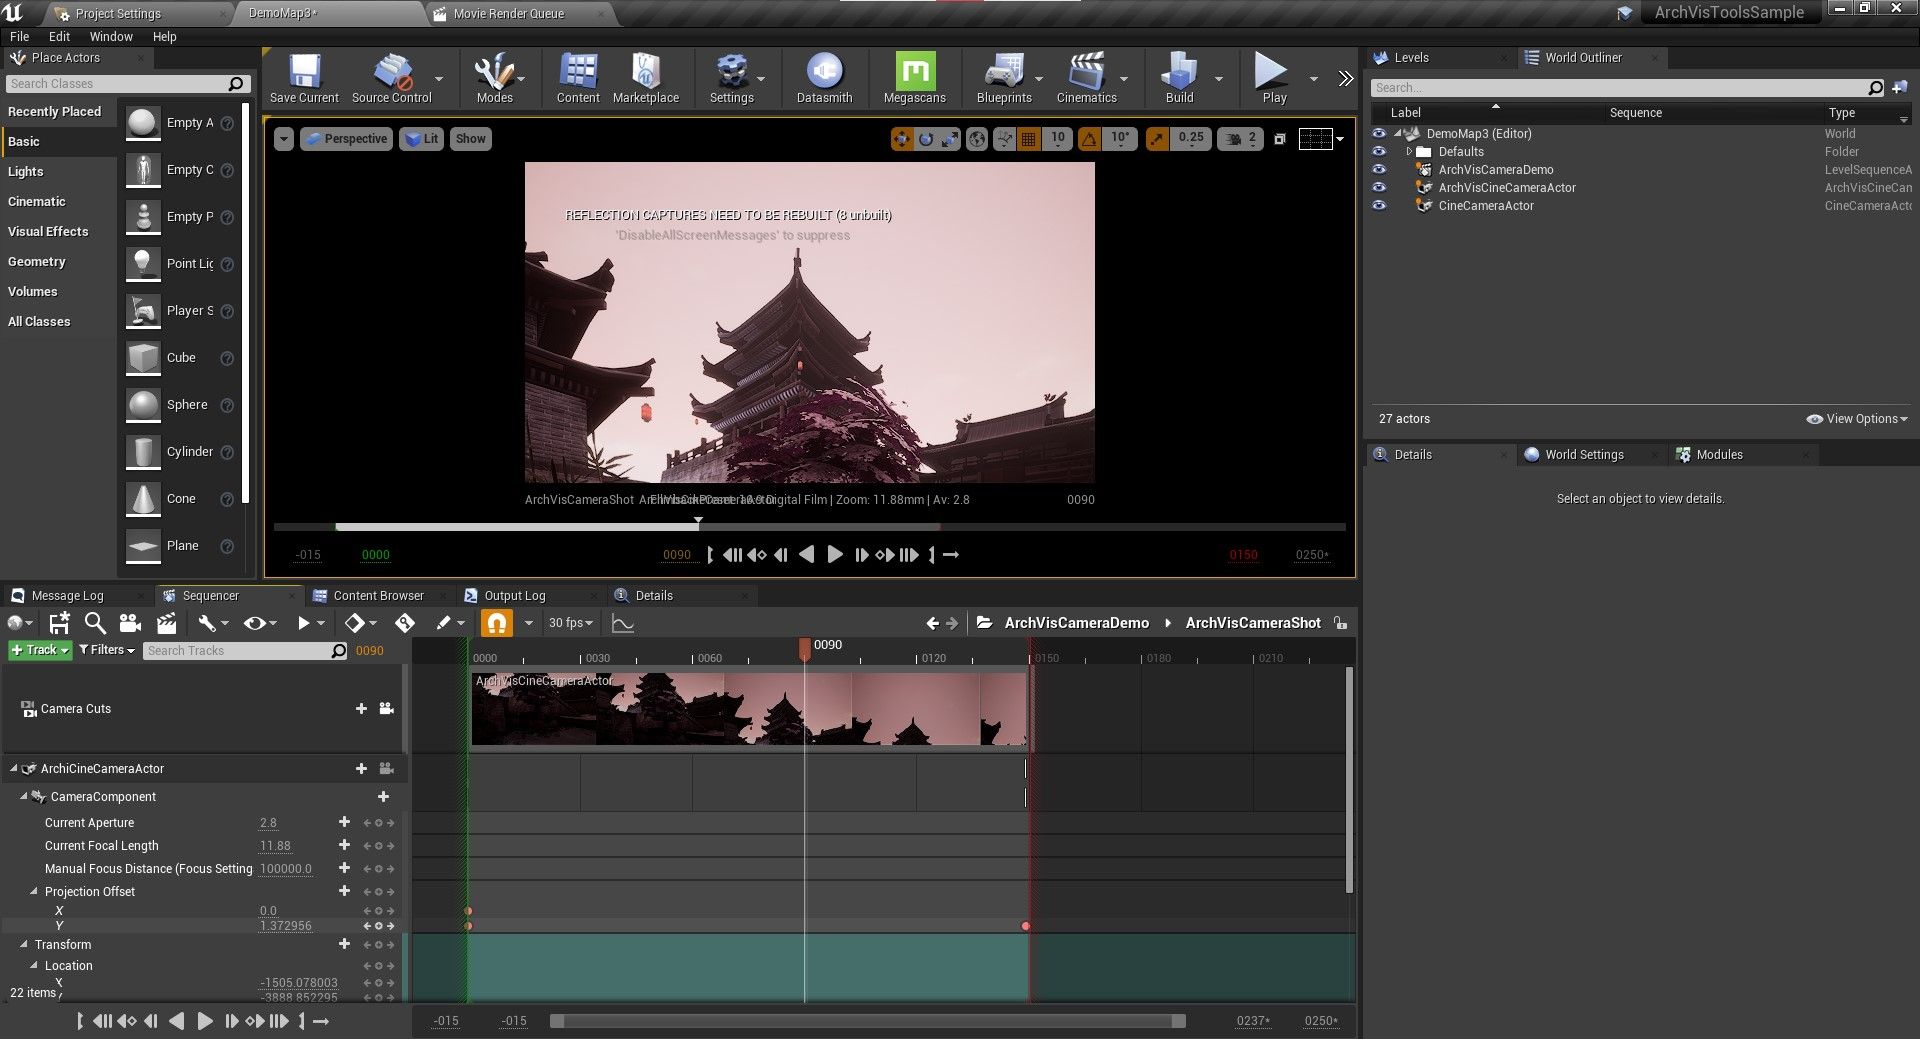 Project Settings
DemoMap3*
Movie Render Queue
ArchVisToolsSample
File Edit Window Help
Place Actors
Search Classes
Recently Placed
Basic
Lights
Cinematic
Visual Effects
Geometry
Volumes
All Classes
Empty A
Empty C
Empty P
Point Lig
Player S
Cube
Sphere
Cylinder
Cone
Plane
Save Current
Source Control
Modes
Content
Marketplace
Settings
Datasmith
Megascans
Blueprints
Cinematics
Build
Play
Perspective Lit Show
10 10° 0.25 2
REFLECTION CAPTURES NEED TO BE REBUILT (8 unbuilt)
'DisableAllScreenMessages' to suppress
ArchVisCameraShot Digital Film | Zoom: 11.88mm | Av: 2.8 0090
-015 0000 0090 0150 0250*
Levels
World Outliner
Search...
Label Sequence Type
DemoMap3 (Editor) World
Defaults Folder
ArchVisCameraDemo LevelSequenceA
ArchVisCineCameraActor ArchVisCineCam
CineCameraActor CineCameraActo
27 actors
View Options
Details
World Settings
Modules
Select an object to view details.
Message Log
Sequencer
Content Browser
Output Log
Details
30 fps
ArchVisCameraDemo ArchVisCameraShot
+ Track Filters Search Tracks 0090
0090
0000 0030 0060 0120 0150 0180 0210
ArchVisCineCameraActor
Camera Cuts
ArchiCineCameraActor
CameraComponent
Current Aperture 2.8
Current Focal Length 11.88
Manual Focus Distance (Focus Setting 100000.0
Projection Offset
X 0.0
Y 1.372956
Transform
Location
X -1505.078003
-3888.852295
22 items
-015 -015 0237* 0250*